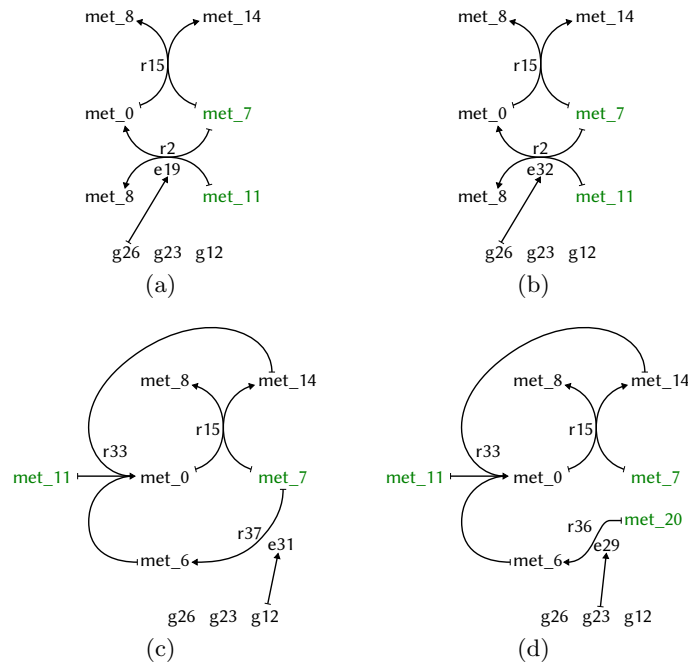 met_8 met_14 met_8 met_14
r15 r15
met_0 met_7 met_0 met_7
r2 r2
e19 e32
met_8 met_11 met_8 met_11
g26 g23 g12 g26 g23 g12
(a) (b)
met_8 met_14 met_8 met_14
r15 r15
r33 r33
met_11 met_0 met_7 met_11 met_0 met_7
met_20
r37 r36
e31 e29
met_6 met_6
g26 g23 g12 g26 g23 g12
(c) (d)